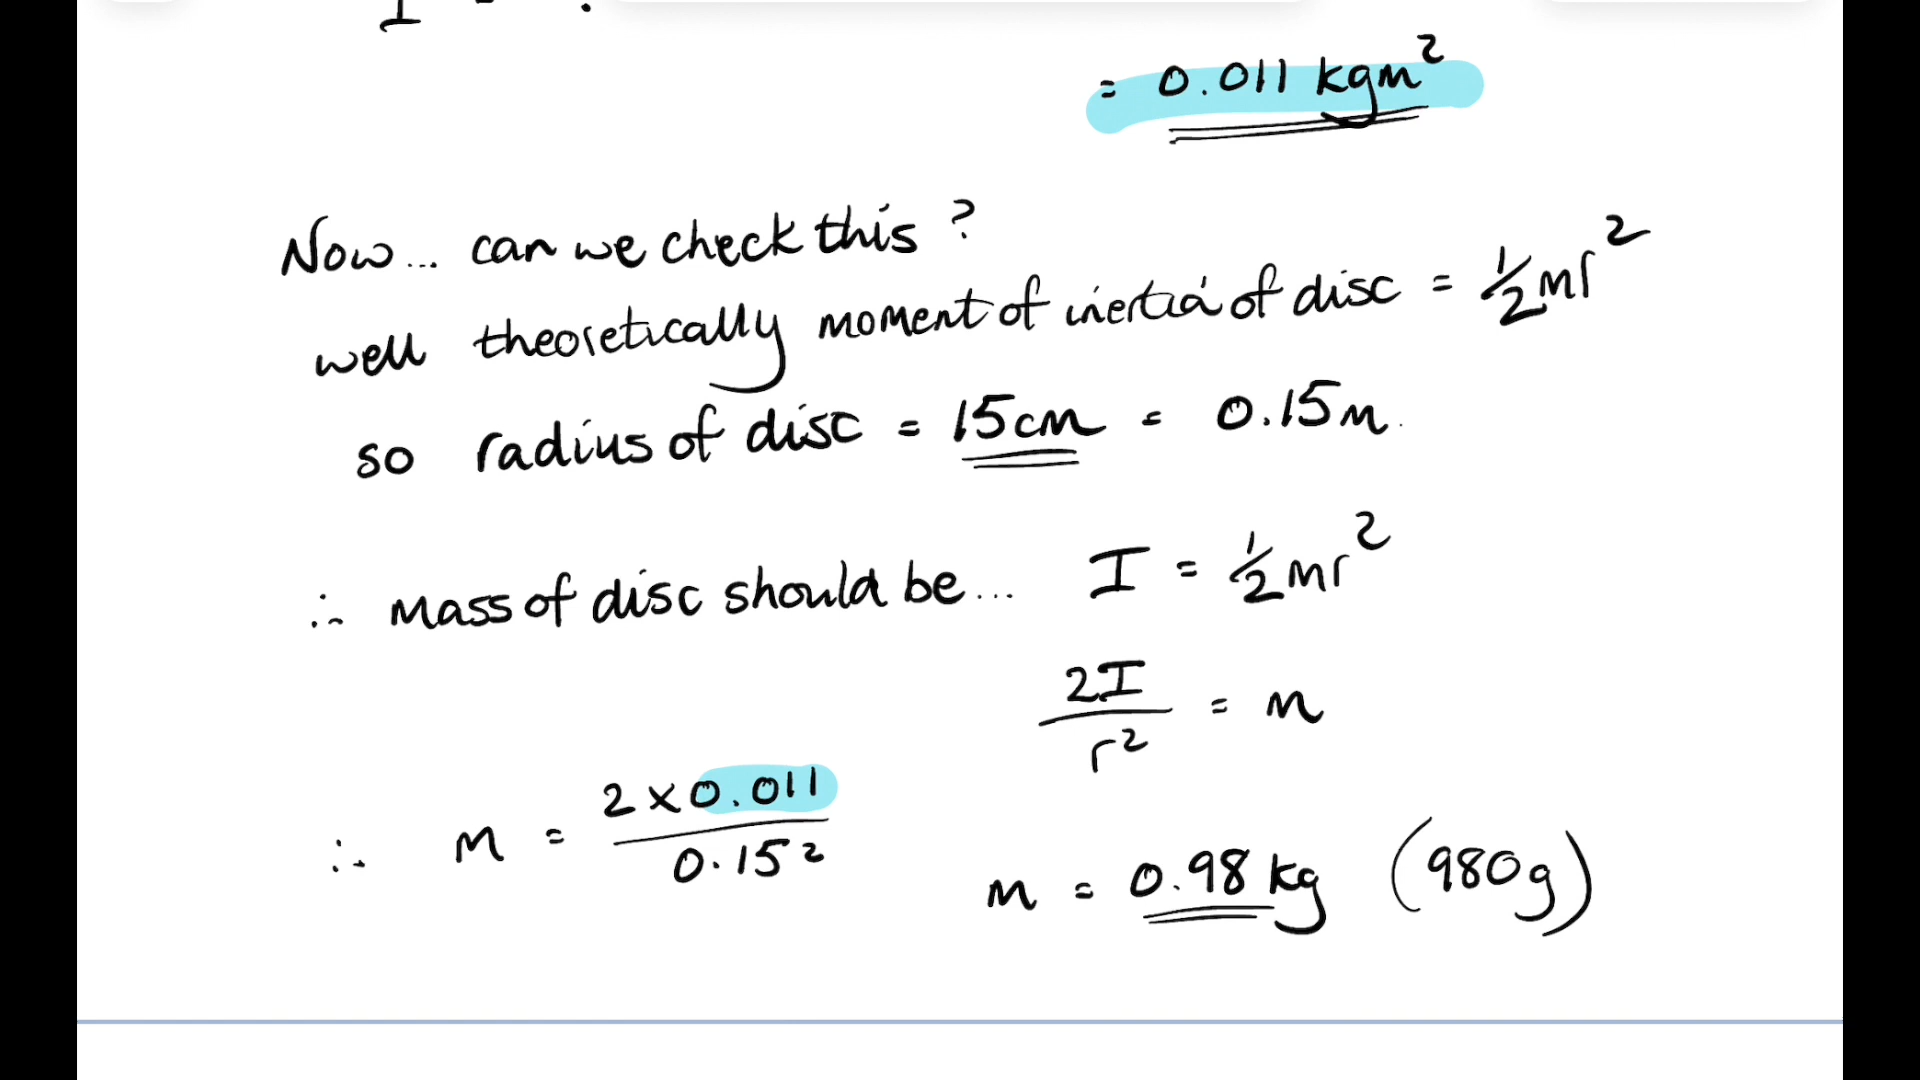 = 0.011 kgm²
Now... can we check this?
well theoretically moment of inertia of disc = ½mr²
so radius of disc = 15cm = 0.15m.
∴ mass of disc should be... I = ½mr²
2I/r² = m
∴ m = 2 × 0.011/0.15²
m = 0.98 kg (980g)